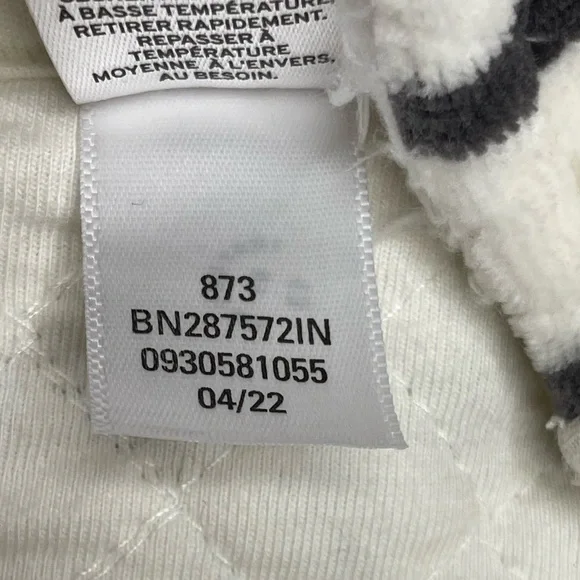 À BASSE TEMPÉRATURE,
RETIRER RAPIDEMENT.
REPASSER À
TEMPÉRATURE
MOYENNE À L'ENVERS,
AU BESOIN.
873
BN287572IN
0930581055
04/22